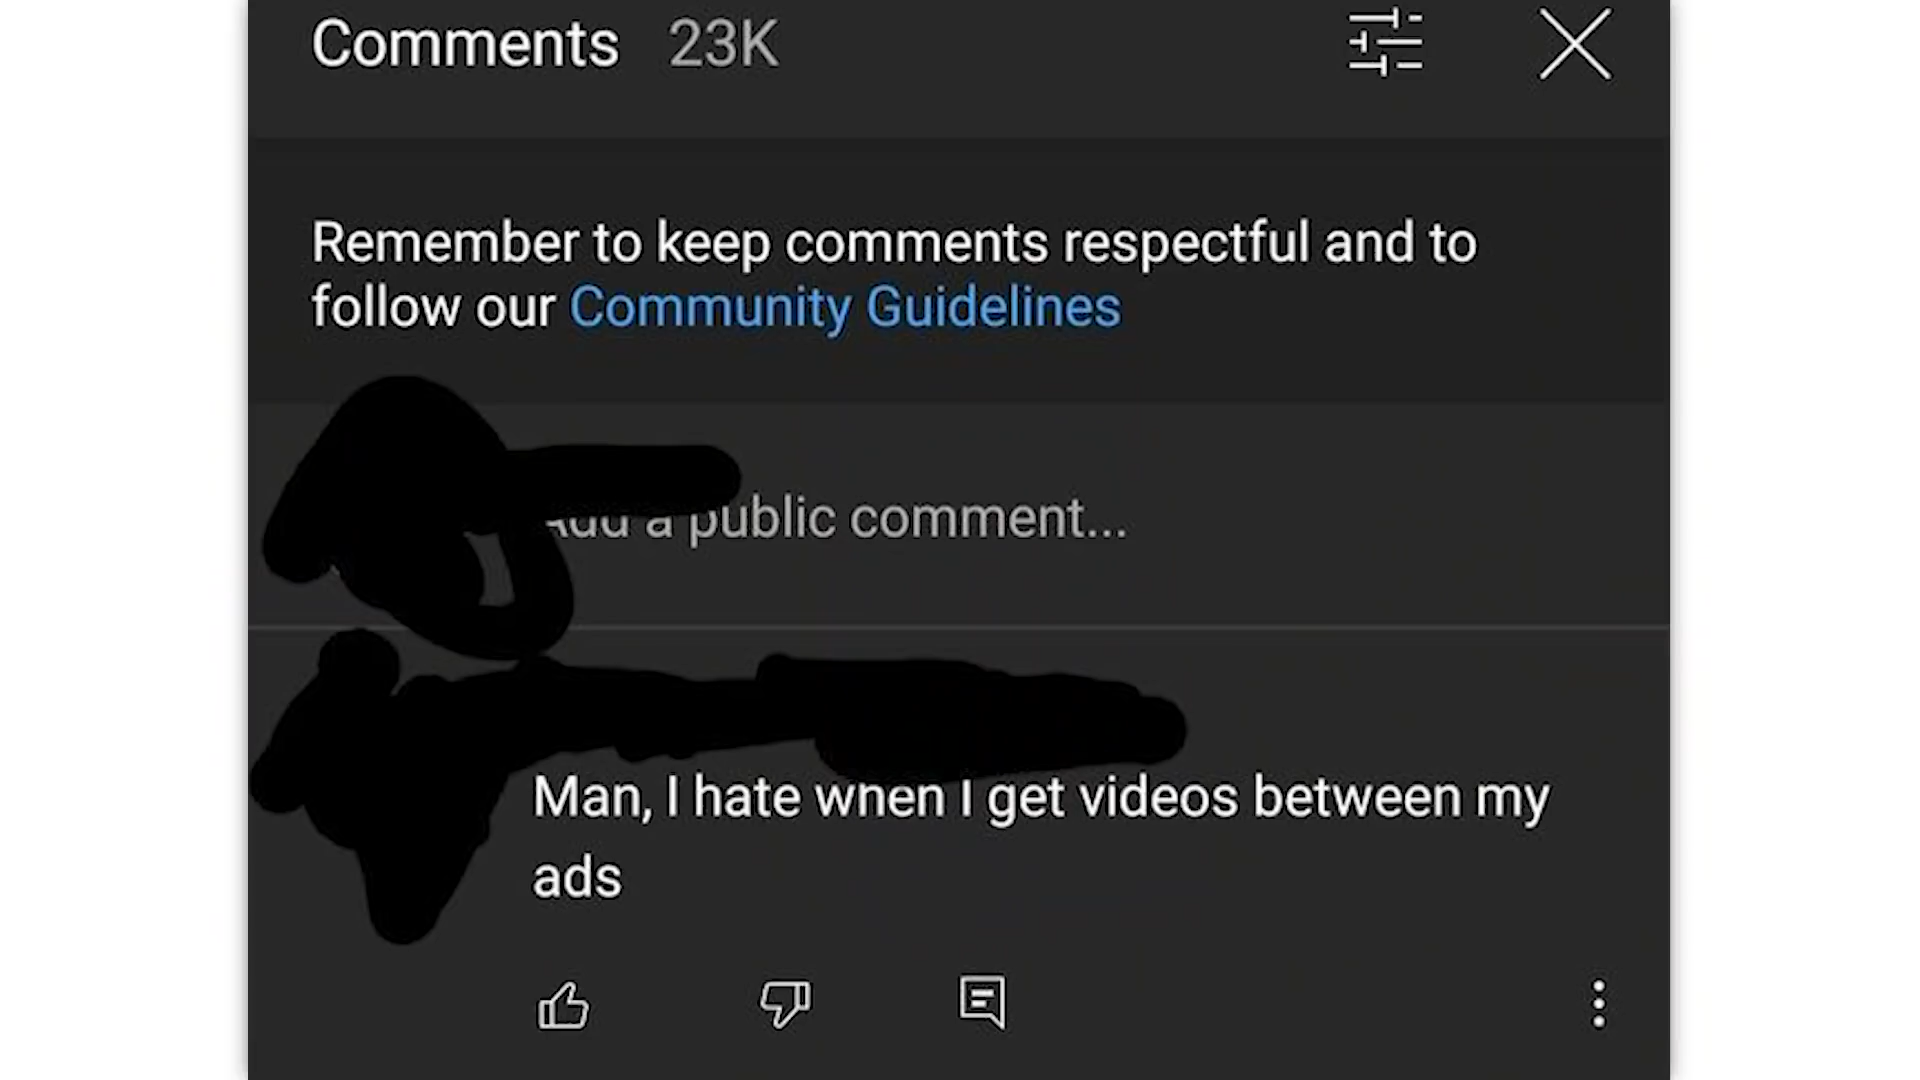 Comments 23K
Remember to keep comments respectful and to
follow our Community Guidelines
Add a public comment...
Man, I hate when I get videos between my
ads